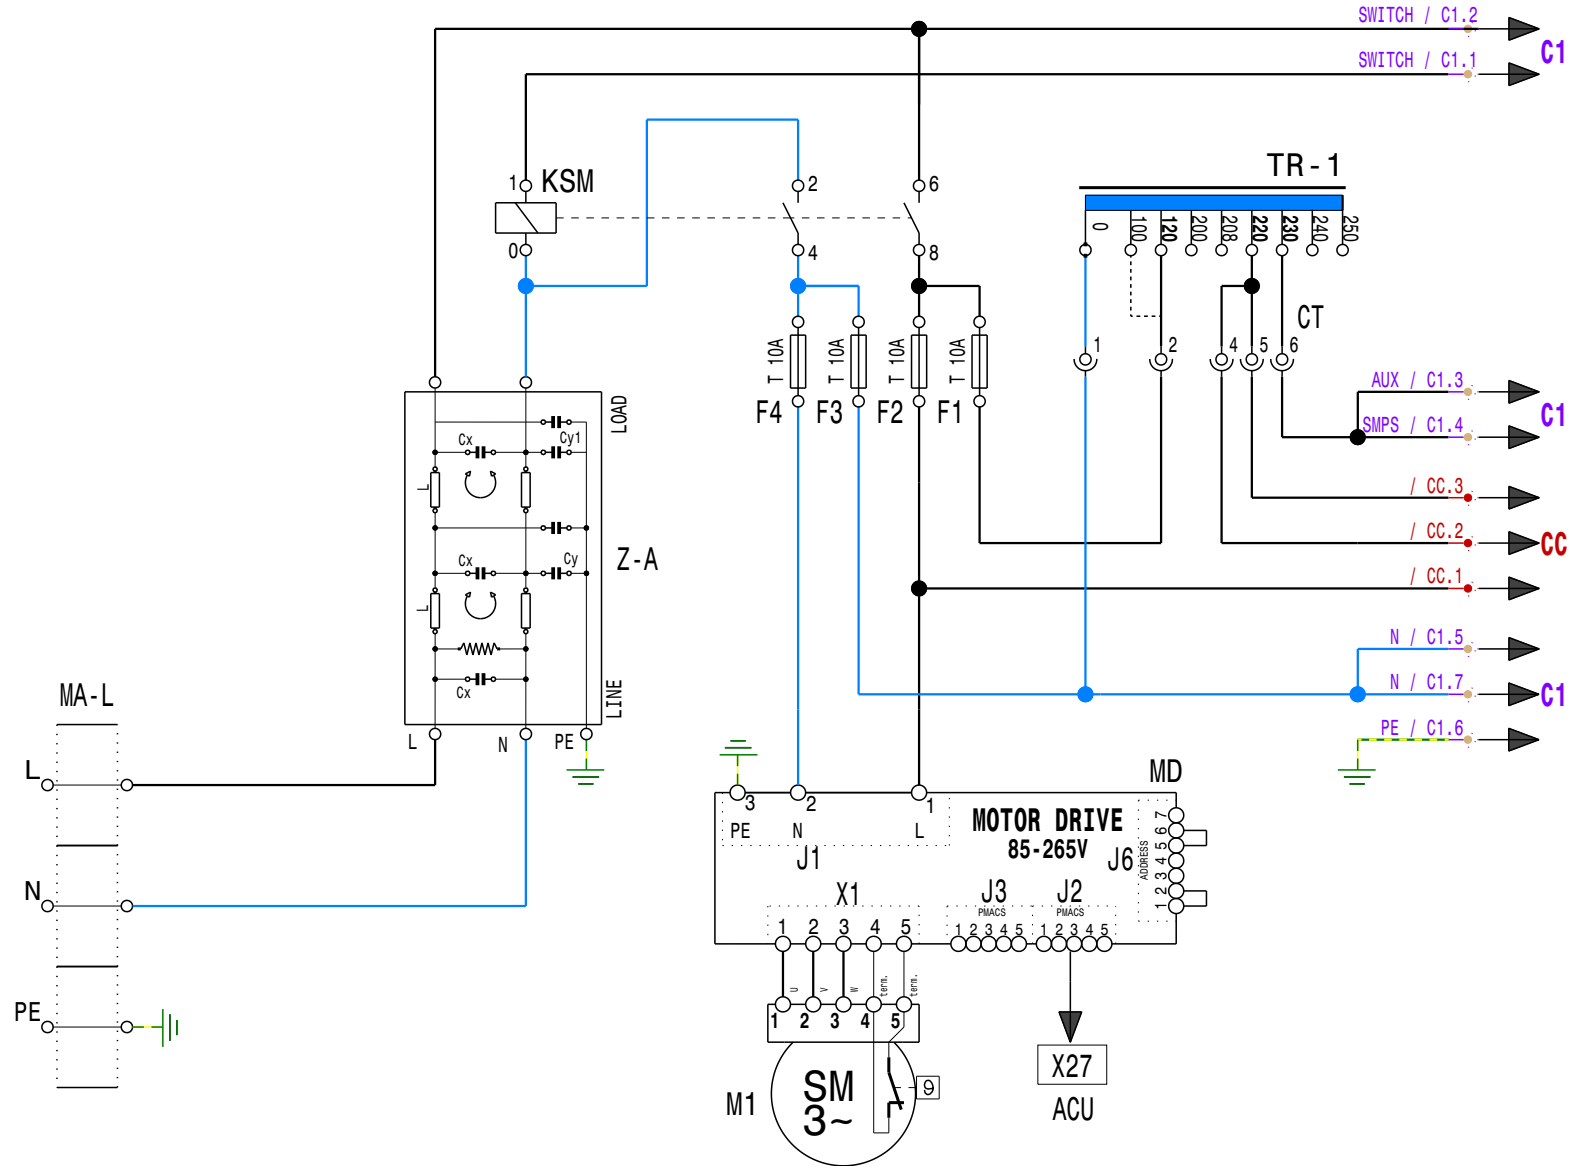 SWITCH / C1.2
C1
SWITCH / C1.1
TR-1
1 KSM
2
6
0
100
120
200
208
220
230
240
250
0
4
8
CT
1
2
4
5
6
T 10A
T 10A
T 10A
T 10A
F4
F3
F2
F1
AUX / C1.3
C1
SMPS / C1.4
LOAD
Cx
Cy1
L
/ CC.3
/ CC.2
CC
/ CC.1
Cx
Cy
Z-A
L
N / C1.5
N / C1.7
C1
PE / C1.6
Cx
LINE
L
N
PE
MA-L
L
N
PE
MD
3
2
1
PE
N
L
J1
MOTOR DRIVE
85-265V
J6
ADDRESS
7
6
5
4
3
2
1
X1
J3
J2
PMACS
PMACS
1 2 3 4 5
1 2 3 4 5
1 2 3 4 5
U
V
W
term.
term.
1 2 3 4 5
SM
3~
M1
9
X27
ACU